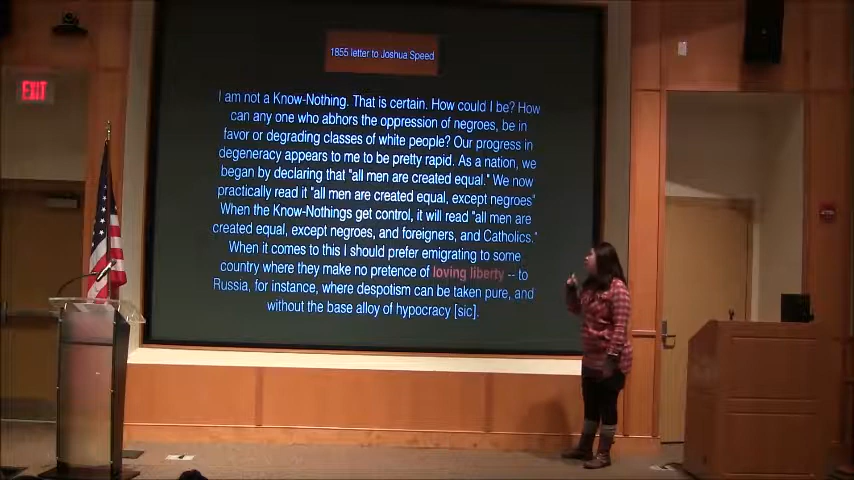 EXIT
1855 letter to Joshua Speed
I am not a Know-Nothing. That is certain. How could I be? How
can any one who abhors the oppression of negroes, be in
favor or degrading classes of white people? Our progress in
degeneracy appears to me to be pretty rapid. As a nation, we
began by declaring that "all men are created equal." We now
practically read it "all men are created equal, except negroes"
When the Know-Nothings get control, it will read "all men are
created equal, except negroes, and foreigners, and Catholics."
When it comes to this I should prefer emigrating to some
country where they make no pretence of loving liberty -- to
Russia, for instance, where despotism can be taken pure, and
without the base alloy of hypocracy [sic].